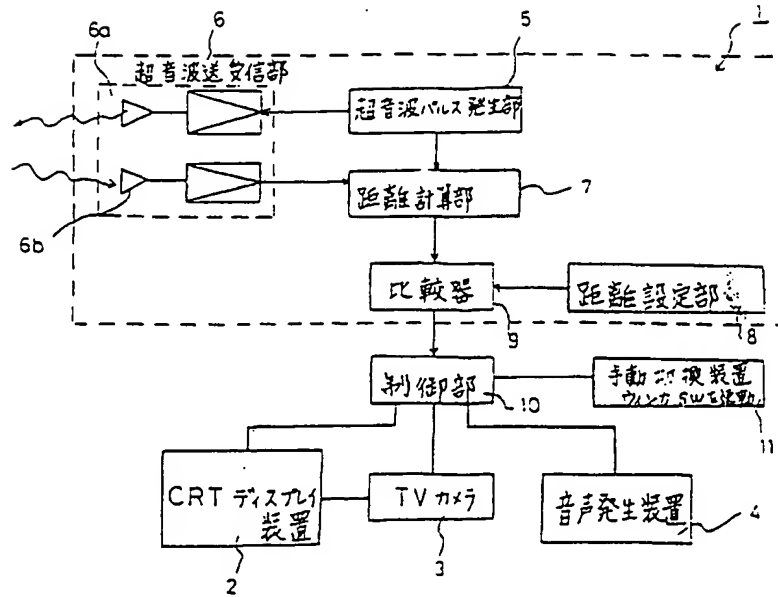 1
6
6a
5
超音波送受信部
超音波パルス発生部
7
距離計算部
6b
比較器
9
距離設定部
8
制御部
10
手動切換装置
ウィンカSWと連動
11
CRTディスプレイ
装置
2
TVカメラ
3
音声発生装置
4